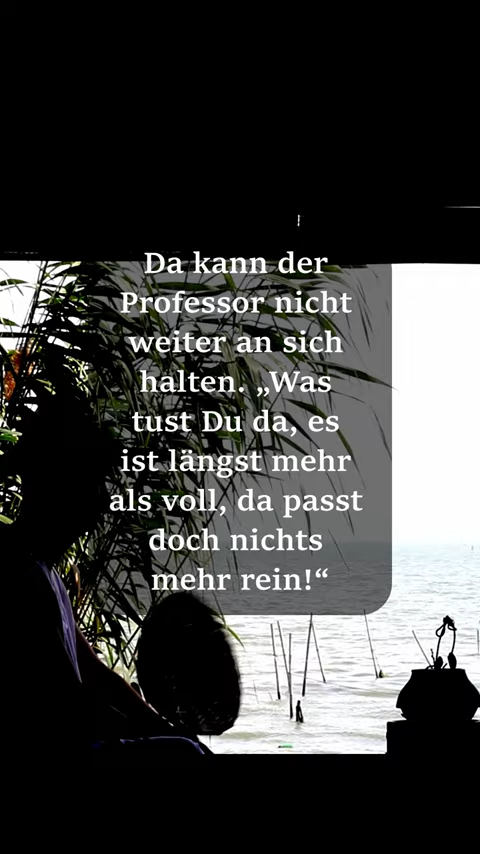 Da kann der
Professor nicht
weiter an sich
halten. „Was
tust Du da, es
ist längst mehr
als voll, da passt
doch nichts
mehr rein!“